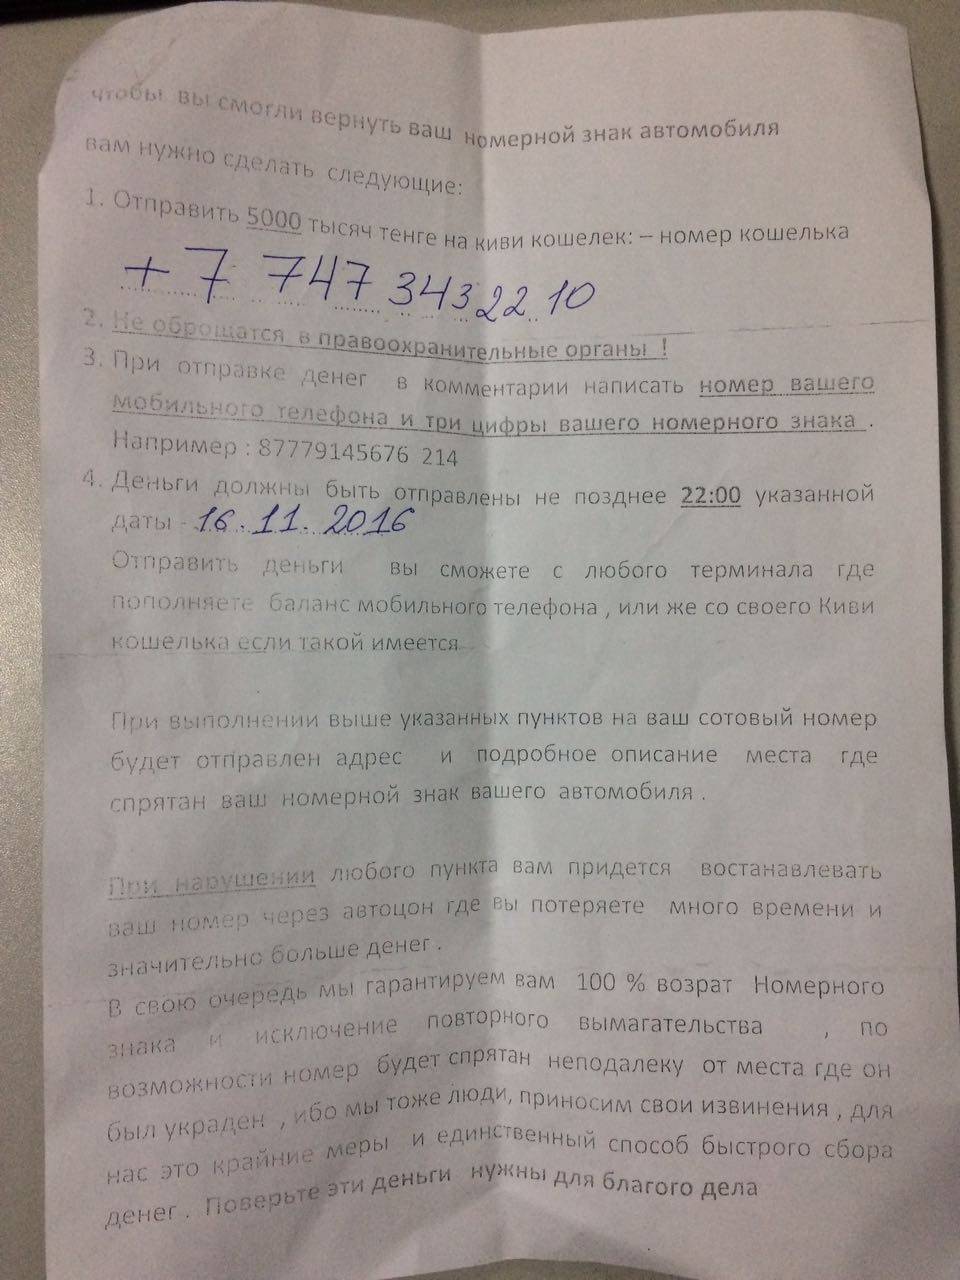 чтобы вы смогли вернуть ваш номерной знак автомобиля
вам нужно сделать следующие:
1. Отправить 5000 тысяч тенге на киви кошелек: – номер кошелька
+7 747 343 22 10
2. Не оброщатся в правоохранительные органы !
3. При отправке денег в комментарии написать номер вашего
мобильного телефона и три цифры вашего номерного знака .
Например : 87779145676 214
4. Деньги должны быть отправлены не позднее 22:00 указанной
даты - 16.11.2016
Отправить деньги вы сможете с любого терминала где
пополняете баланс мобильного телефона , или же со своего Киви
кошелька если такой имеется.
При выполнении выше указанных пунктов на ваш сотовый номер
будет отправлен адрес и подробное описание места где
спрятан ваш номерной знак вашего автомобиля .
При нарушении любого пункта вам придется востанавлевать
ваш номер через автоцон где вы потеряете много времени и
значительно больше денег .
В свою очередь мы гарантируем вам 100 % возрат Номерного
знака и исключение повторного вымагательства , по
возможности номер будет спрятан неподалеку от места где он
был украден , ибо мы тоже люди, приносим свои извинения , для
нас это крайние меры и единственный способ быстрого сбора
денег . Поверьте эти деньги нужны для благого дела